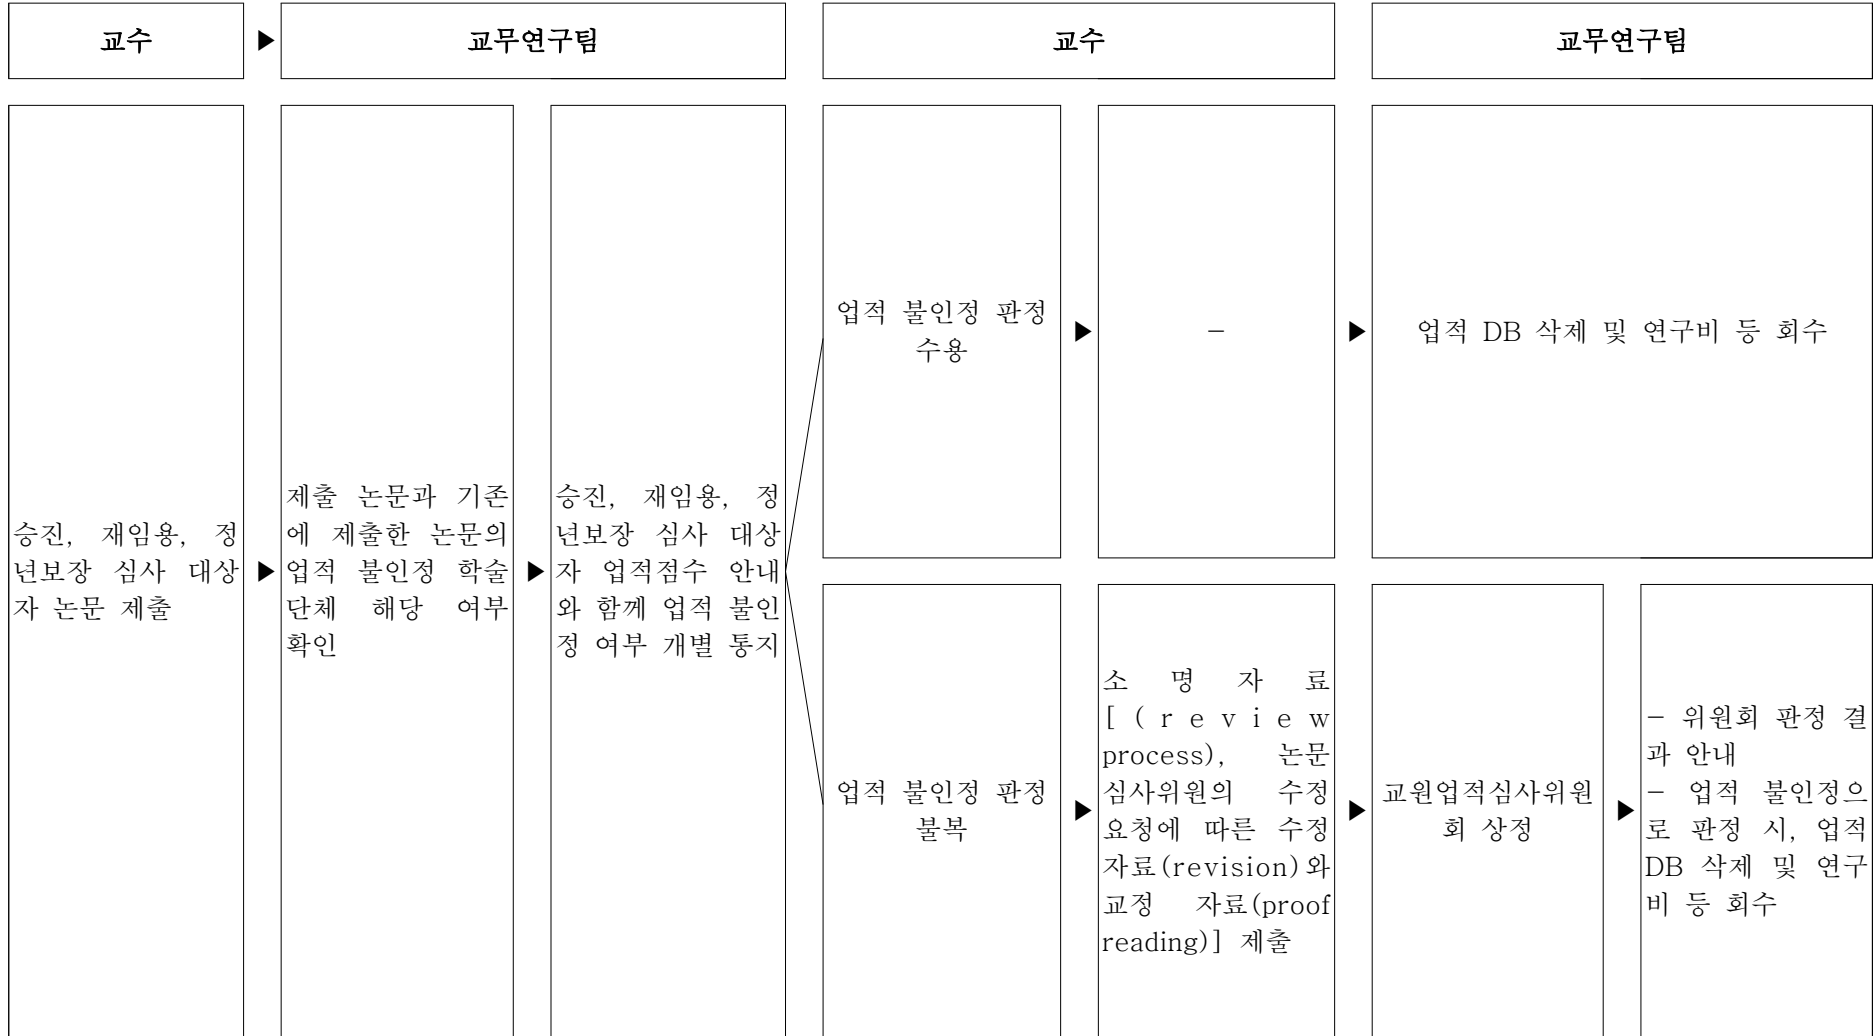 교수 ▶ 교무연구팀 교수 교무연구팀
승진, 재임용, 정
년보장 심사 대상
자 논문 제출
▶
제출 논문과 기존
에 제출한 논문의
업적 불인정 학술
단체 해당 여부
확인
▶
승진, 재임용, 정
년보장 심사 대상
자 업적점수 안내
와 함께 업적 불인
정 여부 개별 통지
업적 불인정 판정
수용
▶
-
▶
업적 DB 삭제 및 연구비 등 회수
업적 불인정 판정
불복
▶
소 명 자 료
[(review
process), 논문
심사위원의 수정
요청에 따른 수정
자료(revision)와
교정 자료(proof
reading)] 제출
▶
교원업적심사위원
회 상정
▶
- 위원회 판정 결
과 안내
- 업적 불인정으
로 판정 시, 업적
DB 삭제 및 연구
비 등 회수